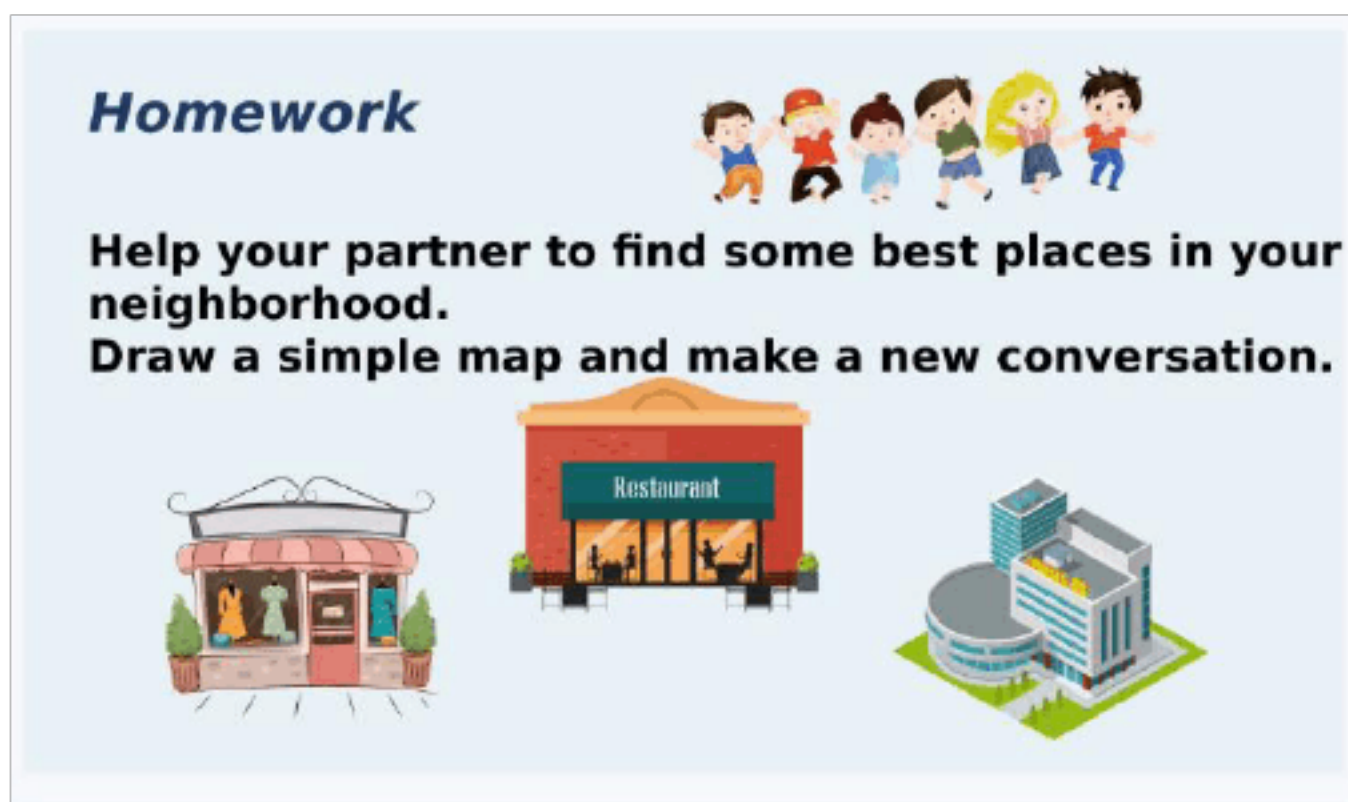 Homework
Help your partner to find some best places in your
neighborhood.
Draw a simple map and make a new conversation.
Restaurant